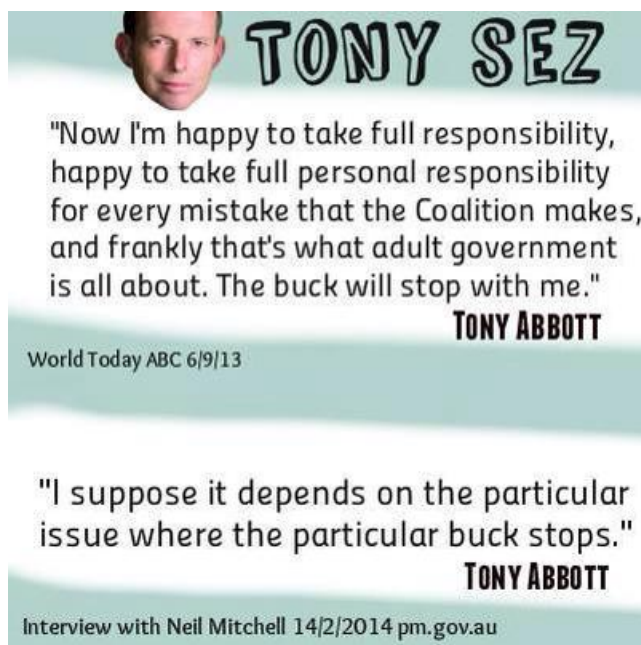 TONY SEZ
"Now I'm happy to take full responsibility,
happy to take full personal responsibility
for every mistake that the Coalition makes,
and frankly that's what adult government
is all about. The buck will stop with me."
TONY ABBOTT
World Today ABC 6/9/13
"I suppose it depends on the particular
issue where the particular buck stops."
TONY ABBOTT
Interview with Neil Mitchell 14/2/2014 pm.gov.au